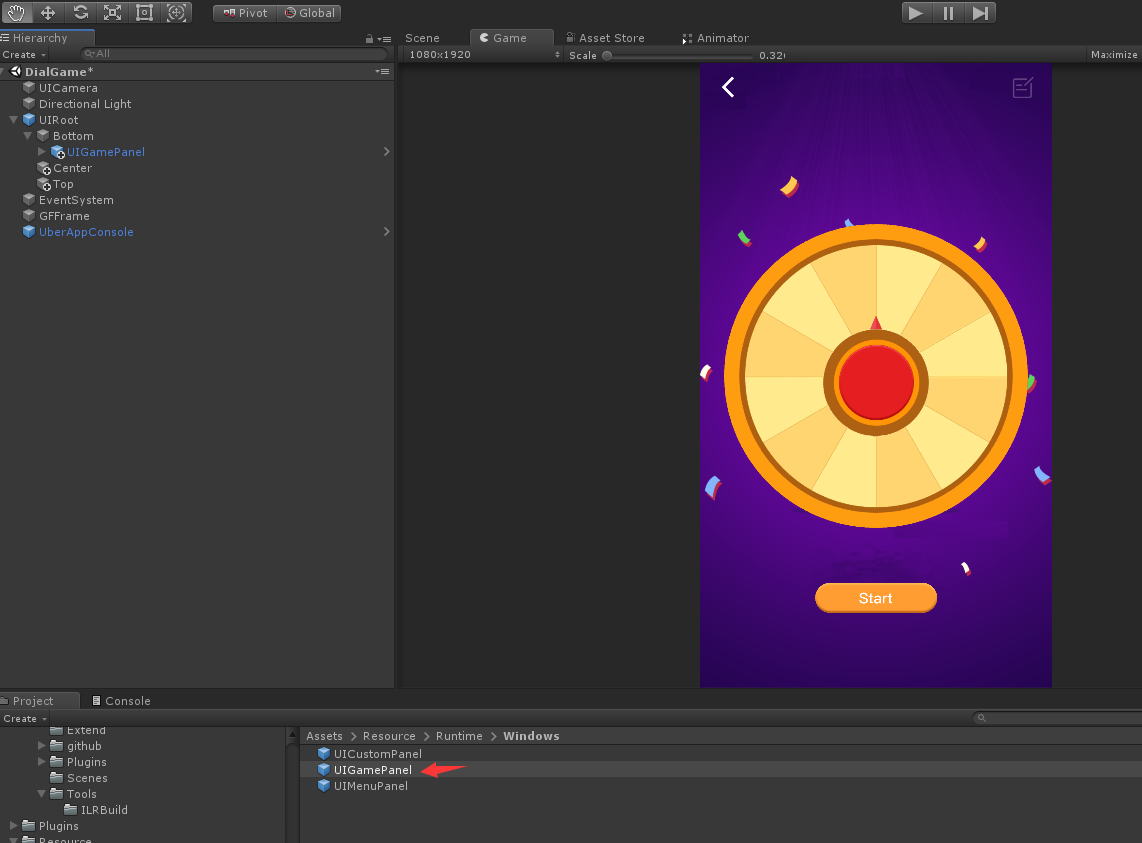 Pivot Global
Hierarchy
Create All
DialGame*
UICamera
Directional Light
UIRoot
Bottom
UIGamePanel
Center
Top
EventSystem
GFFrame
UberAppConsole
Scene Game Asset Store Animator
1080x1920 Scale 0.32 Maximize
Start
Project Console
Create
Extend
github
Plugins
Scenes
Tools
ILRBuild
Plugins
Resource
Assets > Resource > Runtime > Windows
UICustomPanel
UIGamePanel
UIMenuPanel